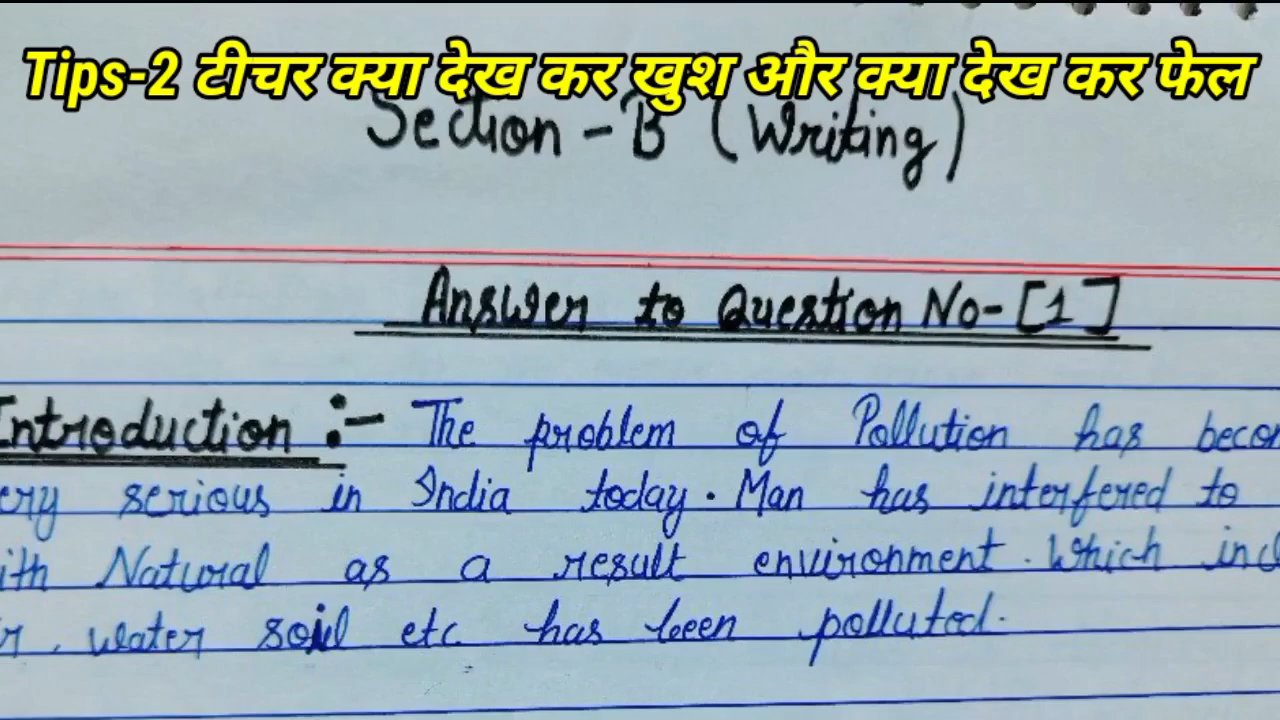 Tips-2 टीचर क्या देख कर खुश और क्या देख कर फेल
Section - B (Writing)
Answer to Question No- [1]
Introduction :- The problem of Pollution has becom
ery serious in India today. Man has interfered to
ith Natural as a result environment. Which incl
r, water soil etc has been polluted.